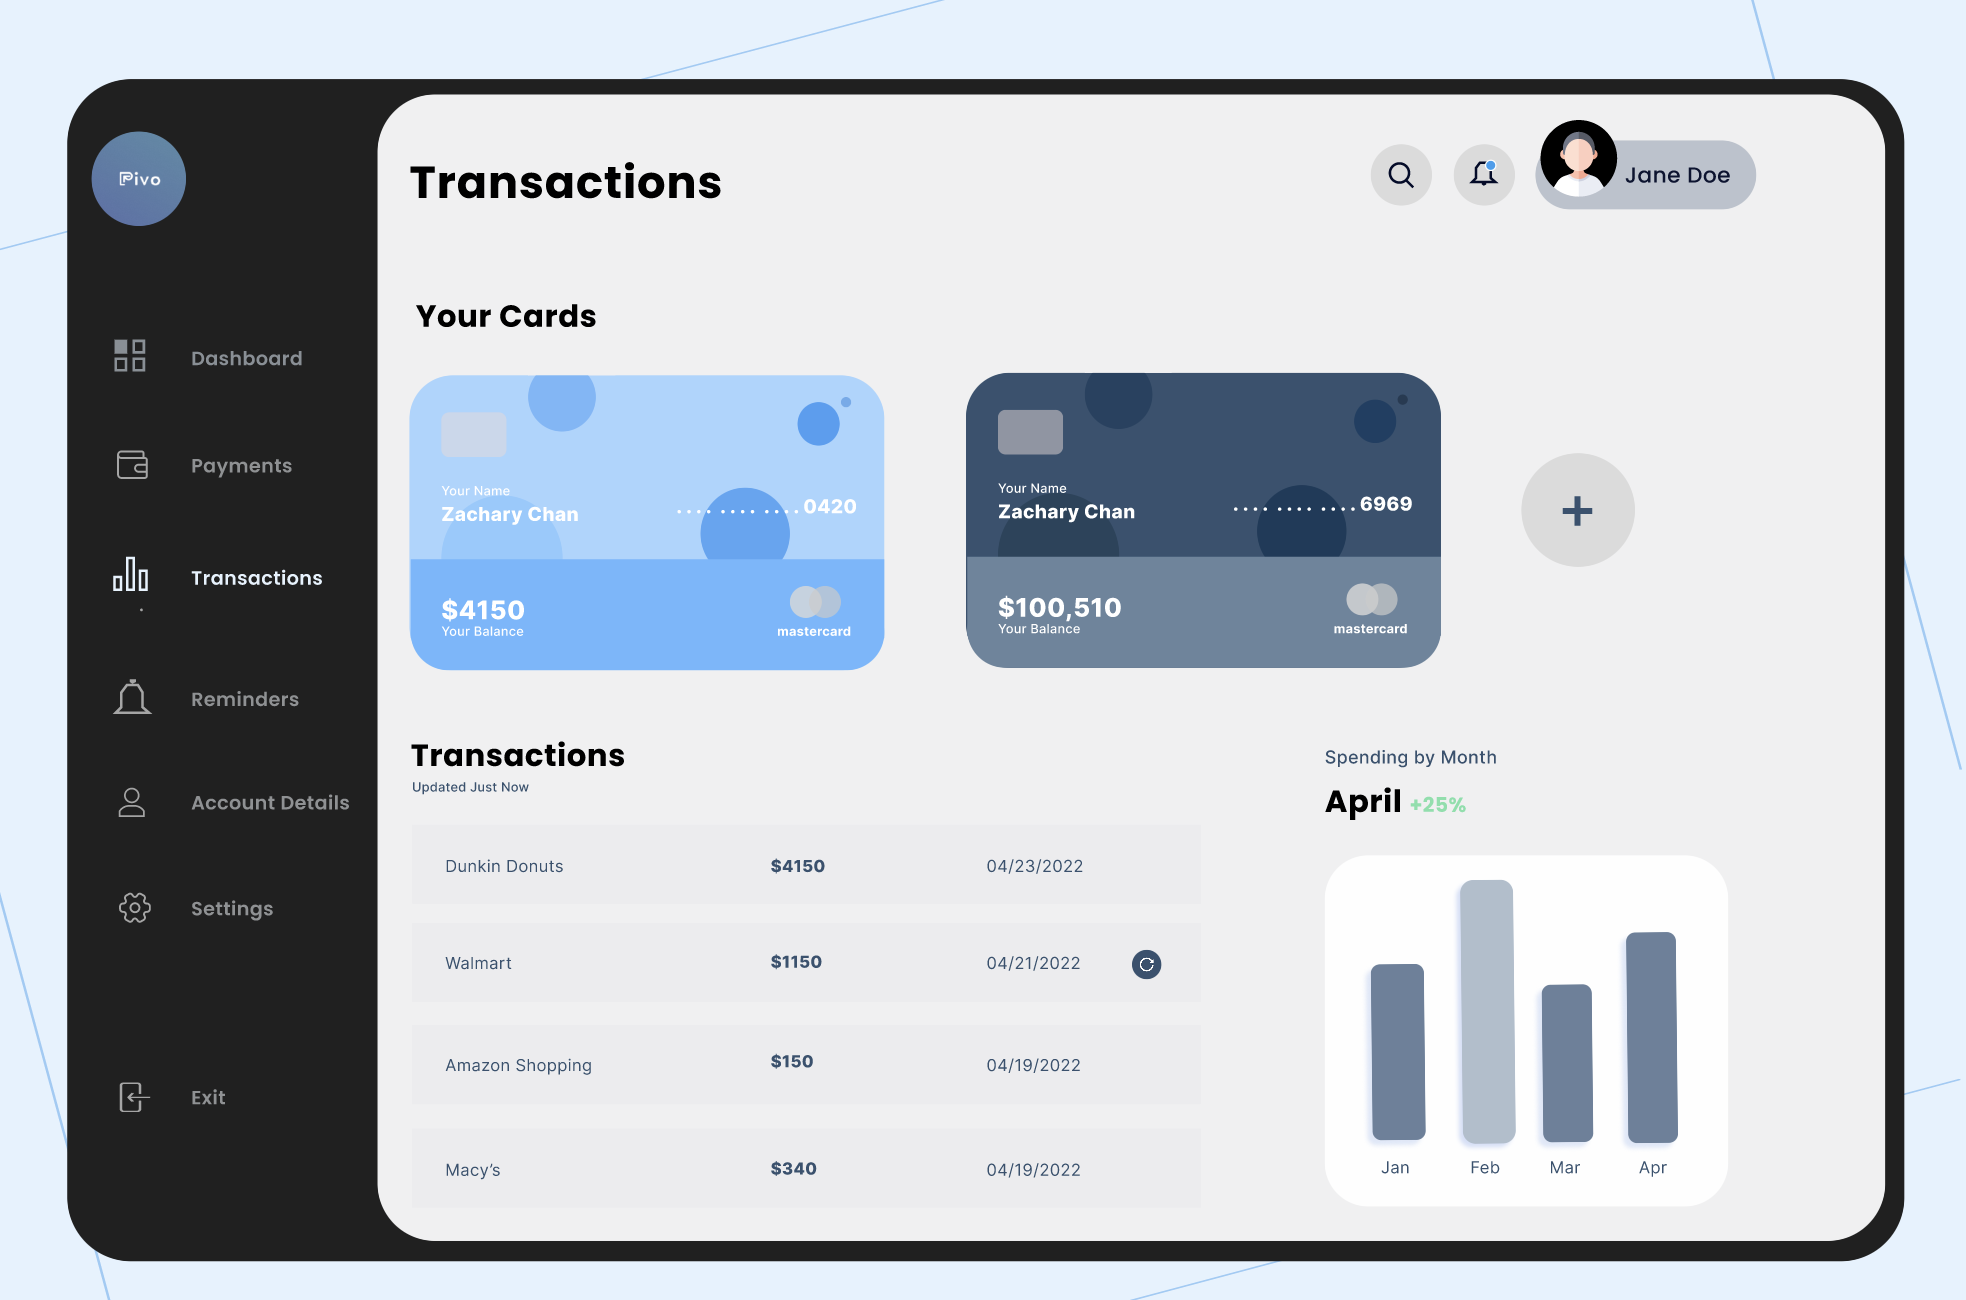 Pivo
Transactions
Jane Doe
Your Cards
Dashboard
Payments
Transactions
Reminders
Account Details
Settings
Exit
Your Name
Zachary Chan
.... .... .... 0420
$4150
Your Balance
mastercard
Your Name
Zachary Chan
.... .... .... 6969
$100,510
Your Balance
mastercard
+
Transactions
Updated Just Now
Dunkin Donuts $4150 04/23/2022
Walmart $1150 04/21/2022
Amazon Shopping $150 04/19/2022
Macy’s $340 04/19/2022
Spending by Month
April +25%
Jan Feb Mar Apr